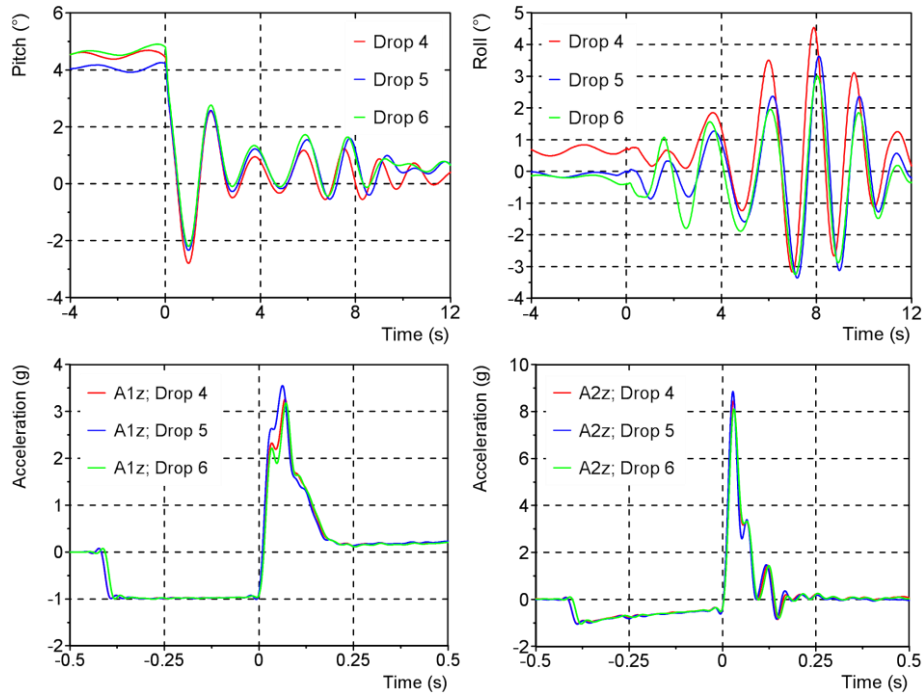 Pitch (°)
6
4
2
0
-2
-4
Drop 4
Drop 5
Drop 6
-4 0 4 8 12
Time (s)
Roll (°)
5
4
3
2
1
0
-1
-2
-3
-4
Drop 4
Drop 5
Drop 6
-4 0 4 8 12
Time (s)
Acceleration (g)
4
3
2
1
0
-1
-2
A1z; Drop 4
A1z; Drop 5
A1z; Drop 6
-0.5 -0.25 0 0.25 0.5
Time (s)
Acceleration (g)
10
8
6
4
2
0
-2
A2z; Drop 4
A2z; Drop 5
A2z; Drop 6
-0.5 -0.25 0 0.25 0.5
Time (s)